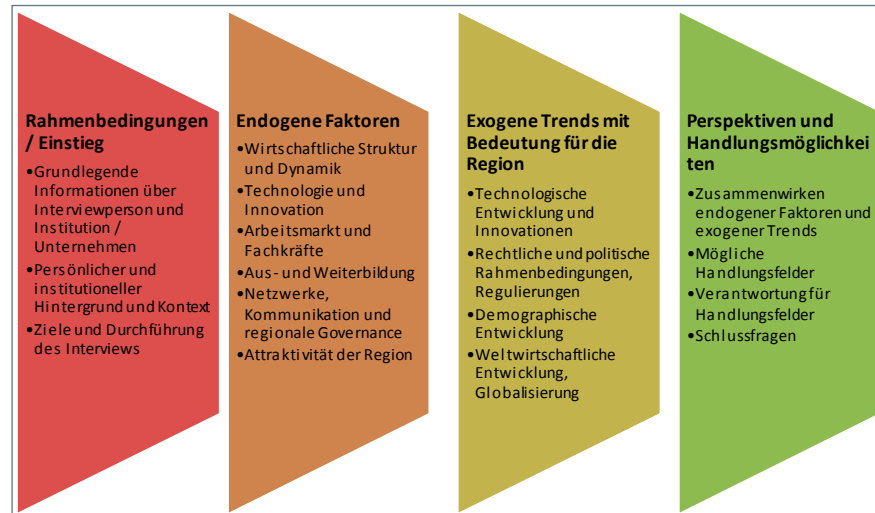 Rahmenbedingungen
/ Einstieg
•Grundlegende
Informationen über
Interviewperson und
Institution /
Unternehmen
•Persönlicher und
institutioneller
Hintergrund und Kontext
•Ziele und Durchführung
des Interviews
Endogene Faktoren
•Wirtschaftliche Struktur
und Dynamik
•Technologie und
Innovation
•Arbeitsmarkt und
Fachkräfte
•Aus- und Weiterbildung
•Netzwerke,
Kommunikation und
regionale Governance
•Attraktivität der Region
Exogene Trends mit
Bedeutung für die
Region
•Technologische
Entwicklung und
Innovationen
•Rechtliche und politische
Rahmenbedingungen,
Regulierungen
•Demographische
Entwicklung
•Weltwirtschaftliche
Entwicklung,
Globalisierung
Perspektiven und
Handlungsmöglichkei
ten
•Zusammenwirken
endogener Faktoren und
exogener Trends
•Mögliche
Handlungsfelder
•Verantwortung für
Handlungsfelder
•Schlussfragen